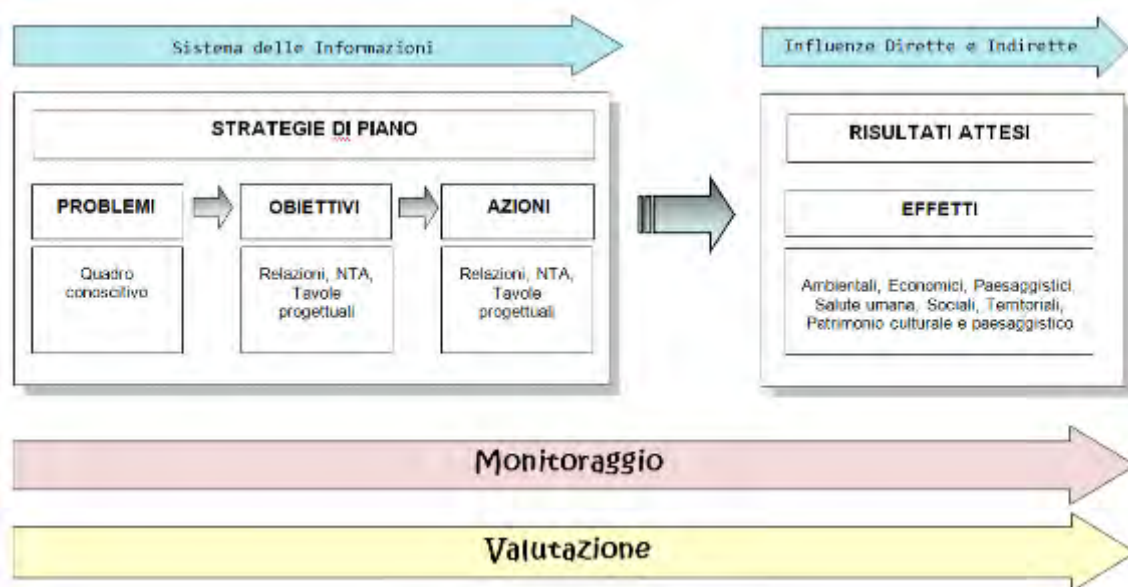 Sistema delle Informazioni
Influenze Dirette e Indirette
STRATEGIE DI PIANO
PROBLEMI
OBIETTIVI
AZIONI
Quadro
conoscitivo
Relazioni, NTA,
Tavole
progettuali
Relazioni, NTA,
Tavole
progettuali
RISULTATI ATTESI
EFFETTI
Ambientali, Economici, Paesaggistici,
Salute umana, Sociali, Territoriali,
Patrimonio culturale e paesaggistico
Monitoraggio
Valutazione